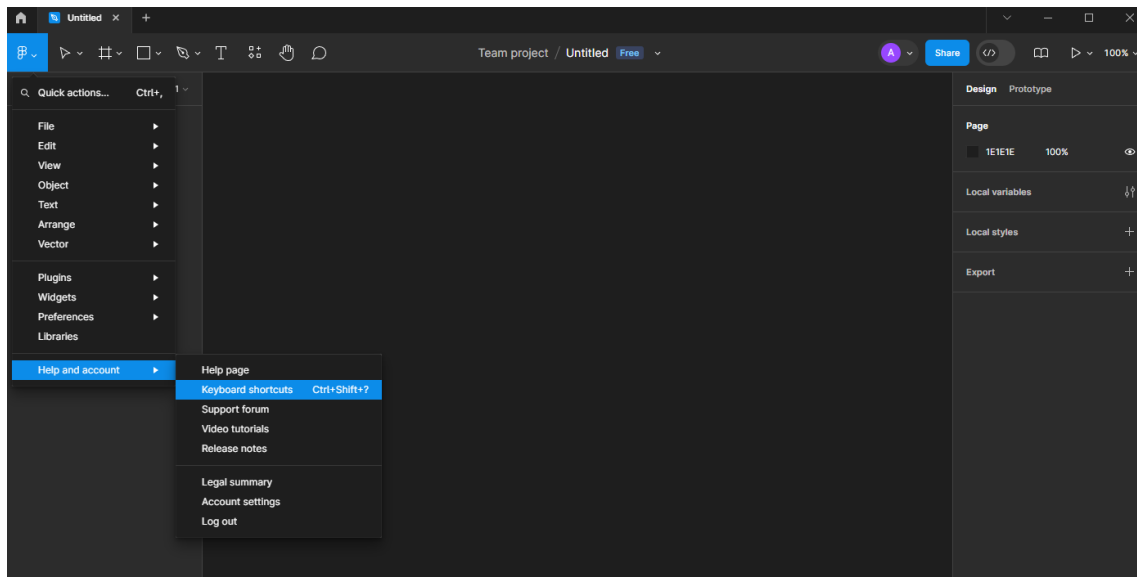 Untitled
Team project / Untitled Free
A
Share
100%
Quick actions... Ctrl+,
1
File
Edit
View
Object
Text
Arrange
Vector
Plugins
Widgets
Preferences
Libraries
Help and account
Help page
Keyboard shortcuts Ctrl+Shift+?
Support forum
Video tutorials
Release notes
Legal summary
Account settings
Log out
Design Prototype
Page
1E1E1E 100%
Local variables
Local styles
Export